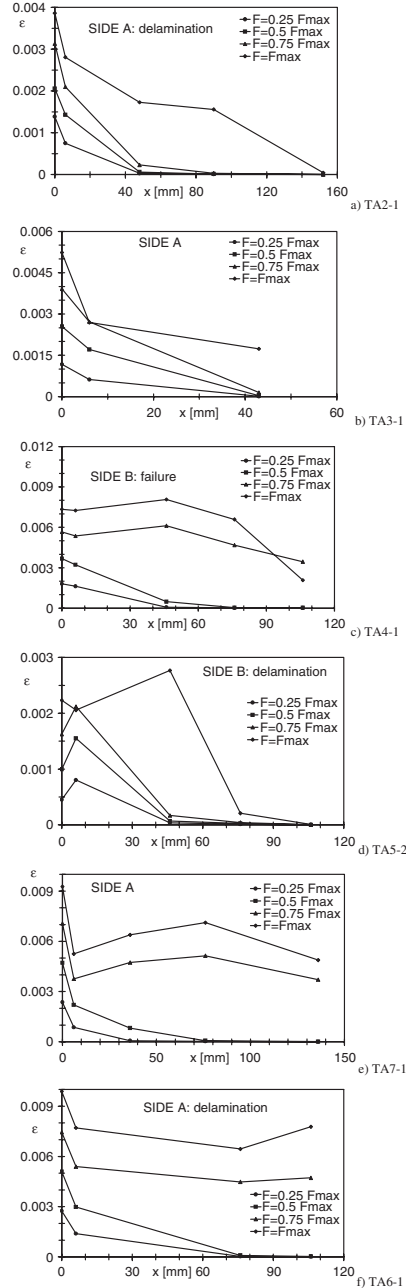 0.004
ε
SIDE A: delamination
F=0.25 Fmax
F=0.5 Fmax
F=0.75 Fmax
F=Fmax
0.003
0.002
0.001
0
0 40 80 120 160
x [mm]
a) TA2-1
0.006
ε
SIDE A
F=0.25 Fmax
F=0.5 Fmax
F=0.75 Fmax
F=Fmax
0.0045
0.003
0.0015
0
0 20 40 60
x [mm]
b) TA3-1
0.012
ε
SIDE B: failure
F=0.25 Fmax
F=0.5 Fmax
F=0.75 Fmax
F=Fmax
0.009
0.006
0.003
0
0 30 60 90 120
x [mm]
c) TA4-1
0.003
ε
SIDE B: delamination
F=0.25 Fmax
F=0.5 Fmax
F=0.75 Fmax
F=Fmax
0.002
0.001
0
0 30 60 90 120
x [mm]
d) TA5-2
ε
0.009
SIDE A
F=0.25 Fmax
F=0.5 Fmax
F=0.75 Fmax
F=Fmax
0.006
0.003
0
0 50 100 150
x [mm]
e) TA7-1
0.009
ε
SIDE A: delamination
F=0.25 Fmax
F=0.5 Fmax
F=0.75 Fmax
F=Fmax
0.006
0.003
0
0 30 60 90 120
x [mm]
f) TA6-1